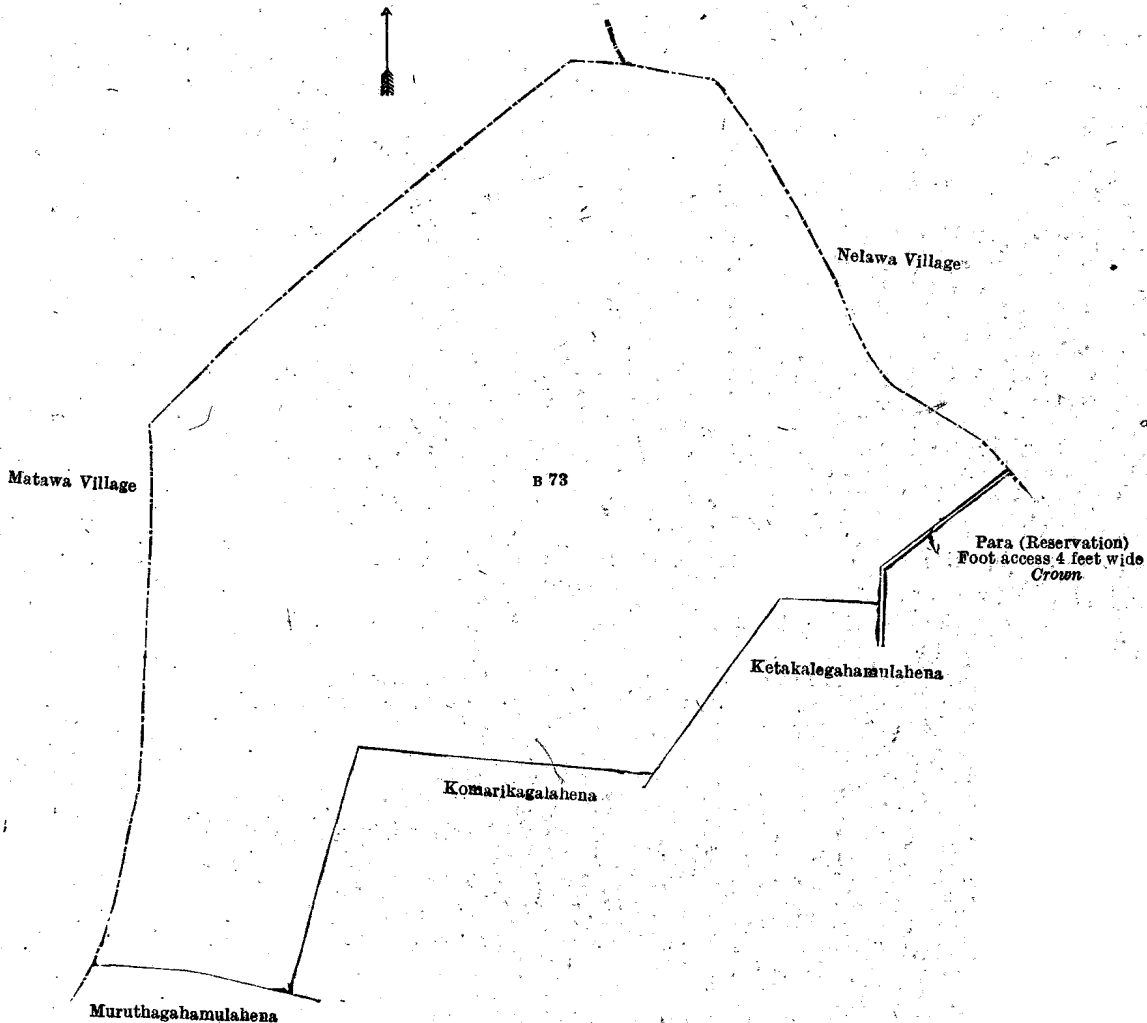 Nelawa Village
Matawa Village
B 73
Para (Reservation)
Foot access 4 feet wide
Crown
Ketakalegahamulahena
Komarikagalahena
Muruthagahamulahena